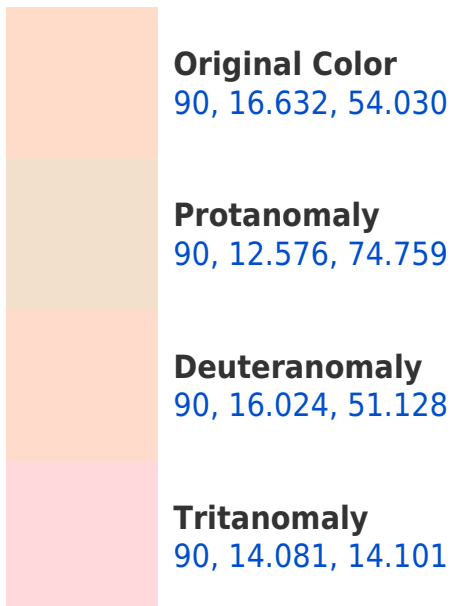 Original Color
90, 16.632, 54.030
Protanomaly
90, 12.576, 74.759
Deuteranomaly
90, 16.024, 51.128
Tritanomaly
90, 14.081, 14.101